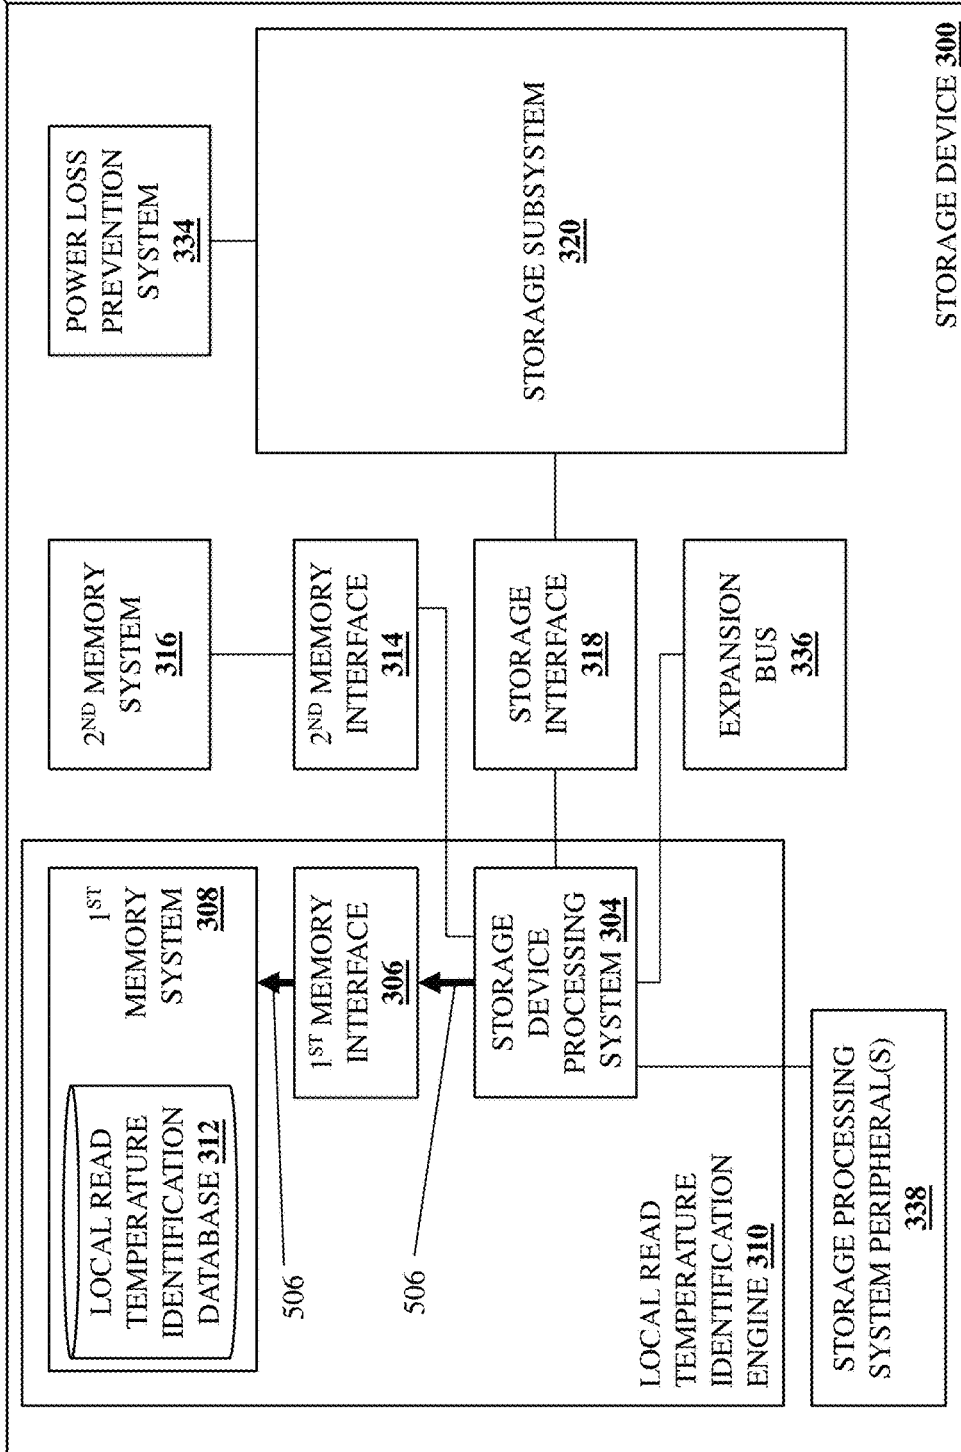 LOCAL READ
TEMPERATURE
IDENTIFICATION
DATABASE 312
1ST
MEMORY
SYSTEM
308
2ND MEMORY
SYSTEM
316
POWER LOSS
PREVENTION
SYSTEM
334
506
1ST MEMORY
INTERFACE
306
2ND MEMORY
INTERFACE
314
506
STORAGE
DEVICE
PROCESSING
SYSTEM 304
STORAGE
INTERFACE
318
STORAGE SUBSYSTEM
320
LOCAL READ
TEMPERATURE
IDENTIFICATION
ENGINE 310
EXPANSION
BUS
336
STORAGE PROCESSING
SYSTEM PERIPHERAL(S)
338
STORAGE DEVICE 300